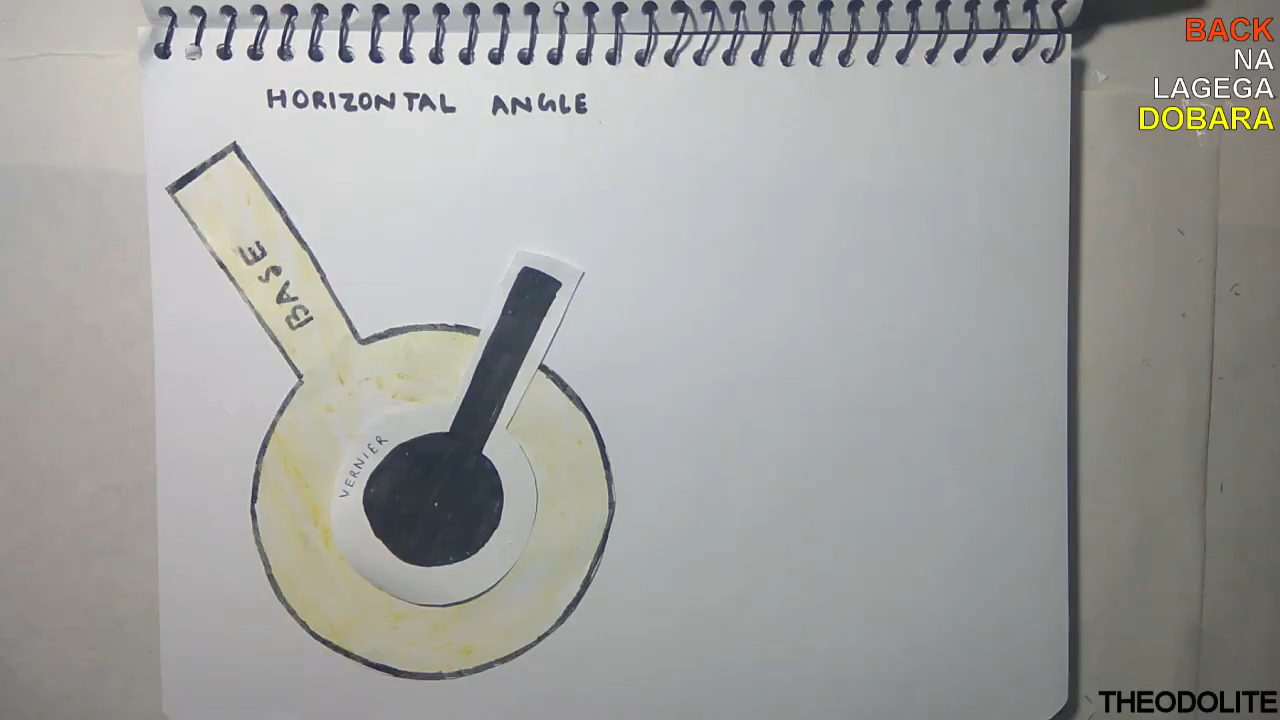 HORIZONTAL ANGLE
BASE
VERNIER
BACK
NA
LAGEGA
DOBARA
THEODOLITE